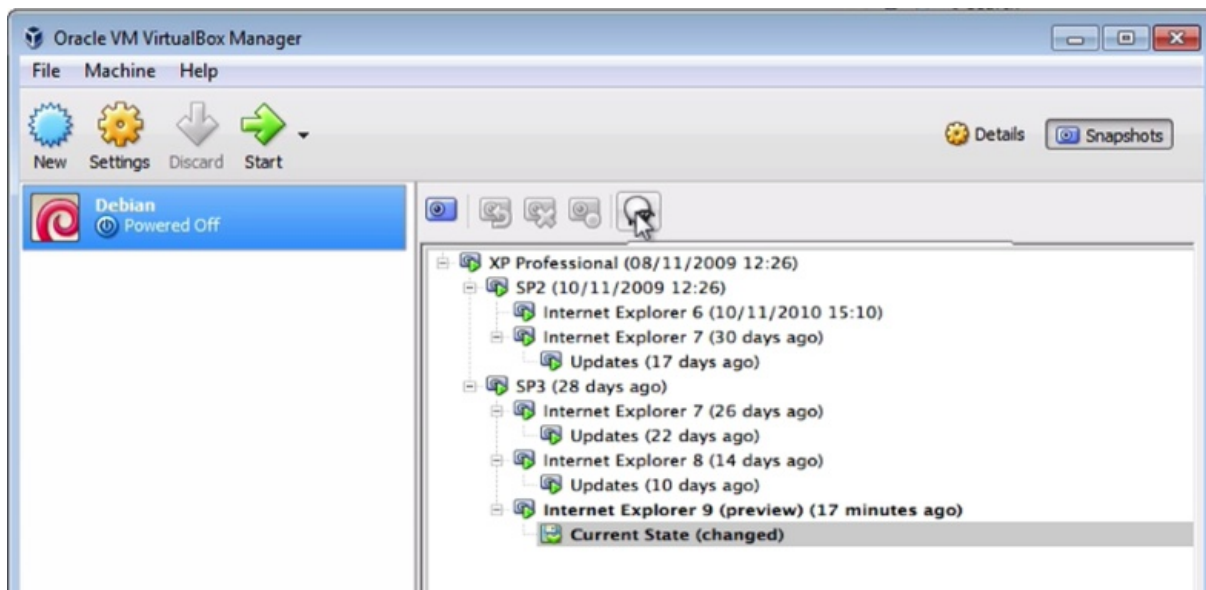 Oracle VM VirtualBox Manager
File Machine Help
New Settings Discard Start
Details Snapshots
Debian
Powered Off
XP Professional (08/11/2009 12:26)
SP2 (10/11/2009 12:26)
Internet Explorer 6 (10/11/2010 15:10)
Internet Explorer 7 (30 days ago)
Updates (17 days ago)
SP3 (28 days ago)
Internet Explorer 7 (26 days ago)
Updates (22 days ago)
Internet Explorer 8 (14 days ago)
Updates (10 days ago)
Internet Explorer 9 (preview) (17 minutes ago)
Current State (changed)